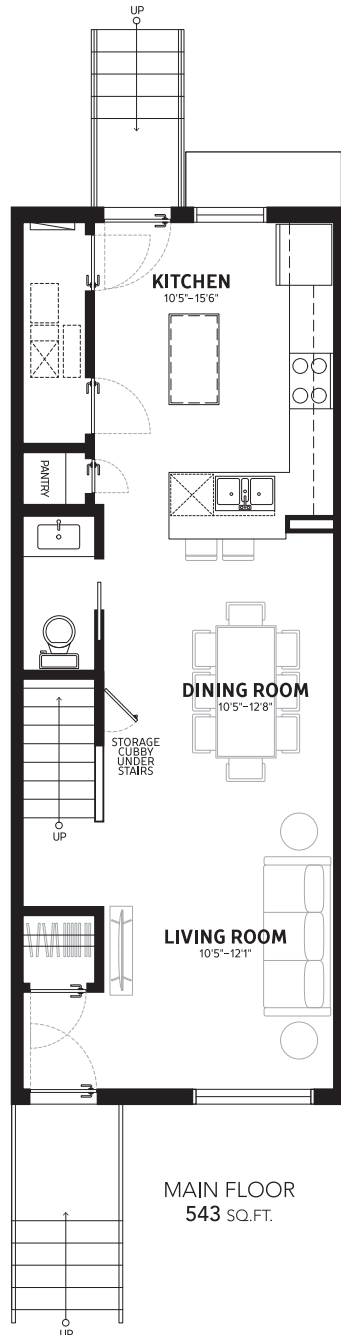 UP
KITCHEN
10'5"–15'6"
PANTRY
DINING ROOM
10'5"–12'8"
STORAGE
CUBBY
UNDER
STAIRS
UP
LIVING ROOM
10'5"–12'1"
MAIN FLOOR
543 SQ.FT.
UP